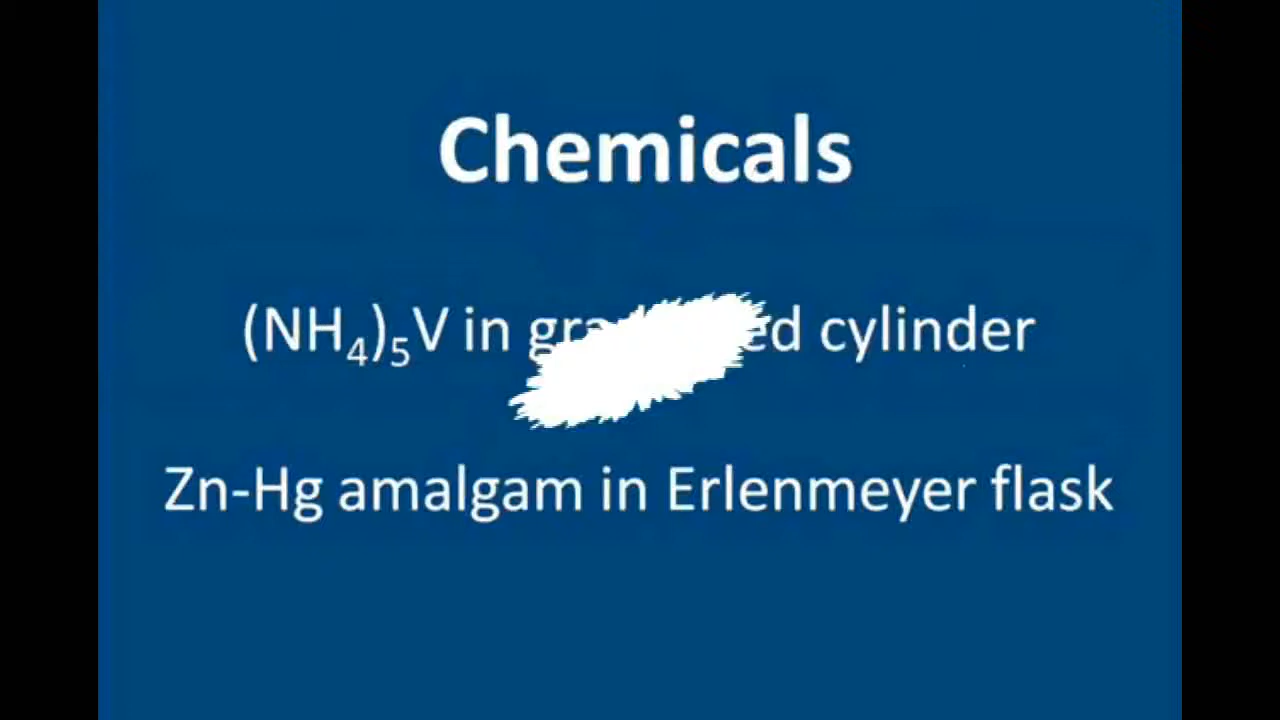 Chemicals
(NH₄)₅V in cylinder
Zn-Hg amalgam in Erlenmeyer flask